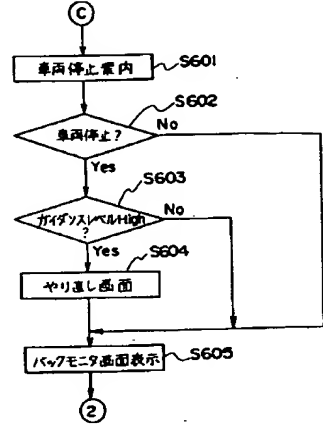 C
車両停止案内
S601
S602
車両停止?
No
Yes
S603
ガイダンスレベルHigh
?
No
Yes
S604
やり直し画面
バックモニタ画面表示
S605
2